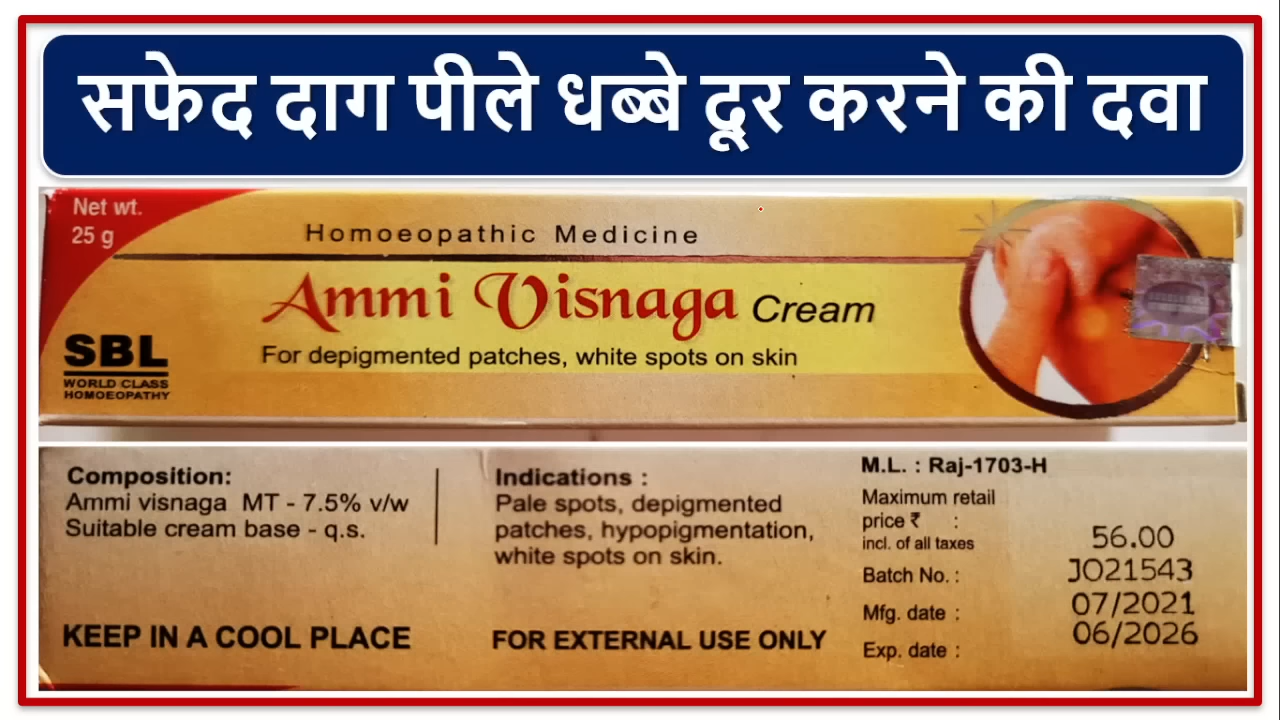 सफेद दाग पीले धब्बे दूर करने की दवा
Net wt.
25 g
Homoeopathic Medicine
Ammi Visnaga Cream
For depigmented patches, white spots on skin
SBL
WORLD CLASS
HOMOEOPATHY
Composition:
Ammi visnaga MT - 7.5% v/w
Suitable cream base - q.s.
KEEP IN A COOL PLACE
Indications :
Pale spots, depigmented
patches, hypopigmentation,
white spots on skin.
FOR EXTERNAL USE ONLY
M.L. : Raj-1703-H
Maximum retail
price ₹ :
incl. of all taxes
56.00
Batch No. : JO21543
Mfg. date : 07/2021
Exp. date : 06/2026